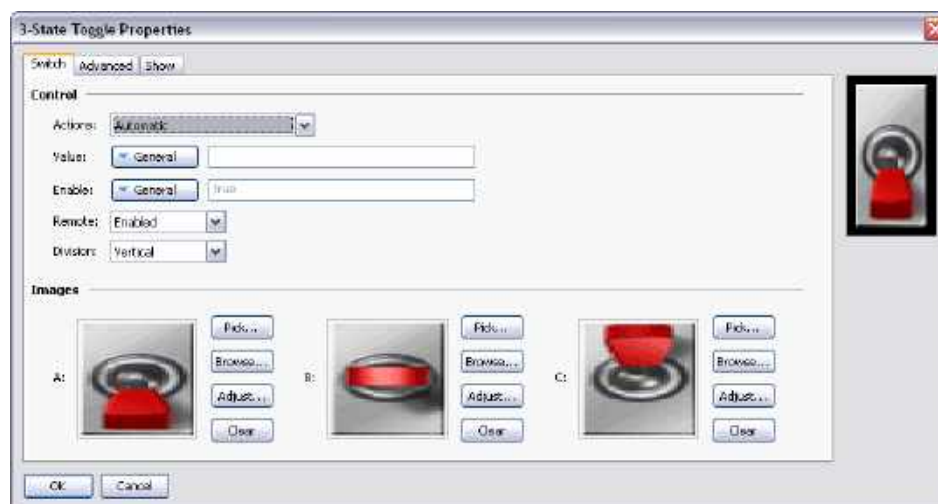 3-State Toggle Properties
Switch Advanced Show
Control
Actions: Automatic
Value: General
Enable: General true
Remote: Enabled
Division: Vertical
Images
A: Pick... Browse... Adjust... Clear
B: Pick... Browse... Adjust... Clear
C: Pick... Browse... Adjust... Clear
OK Cancel